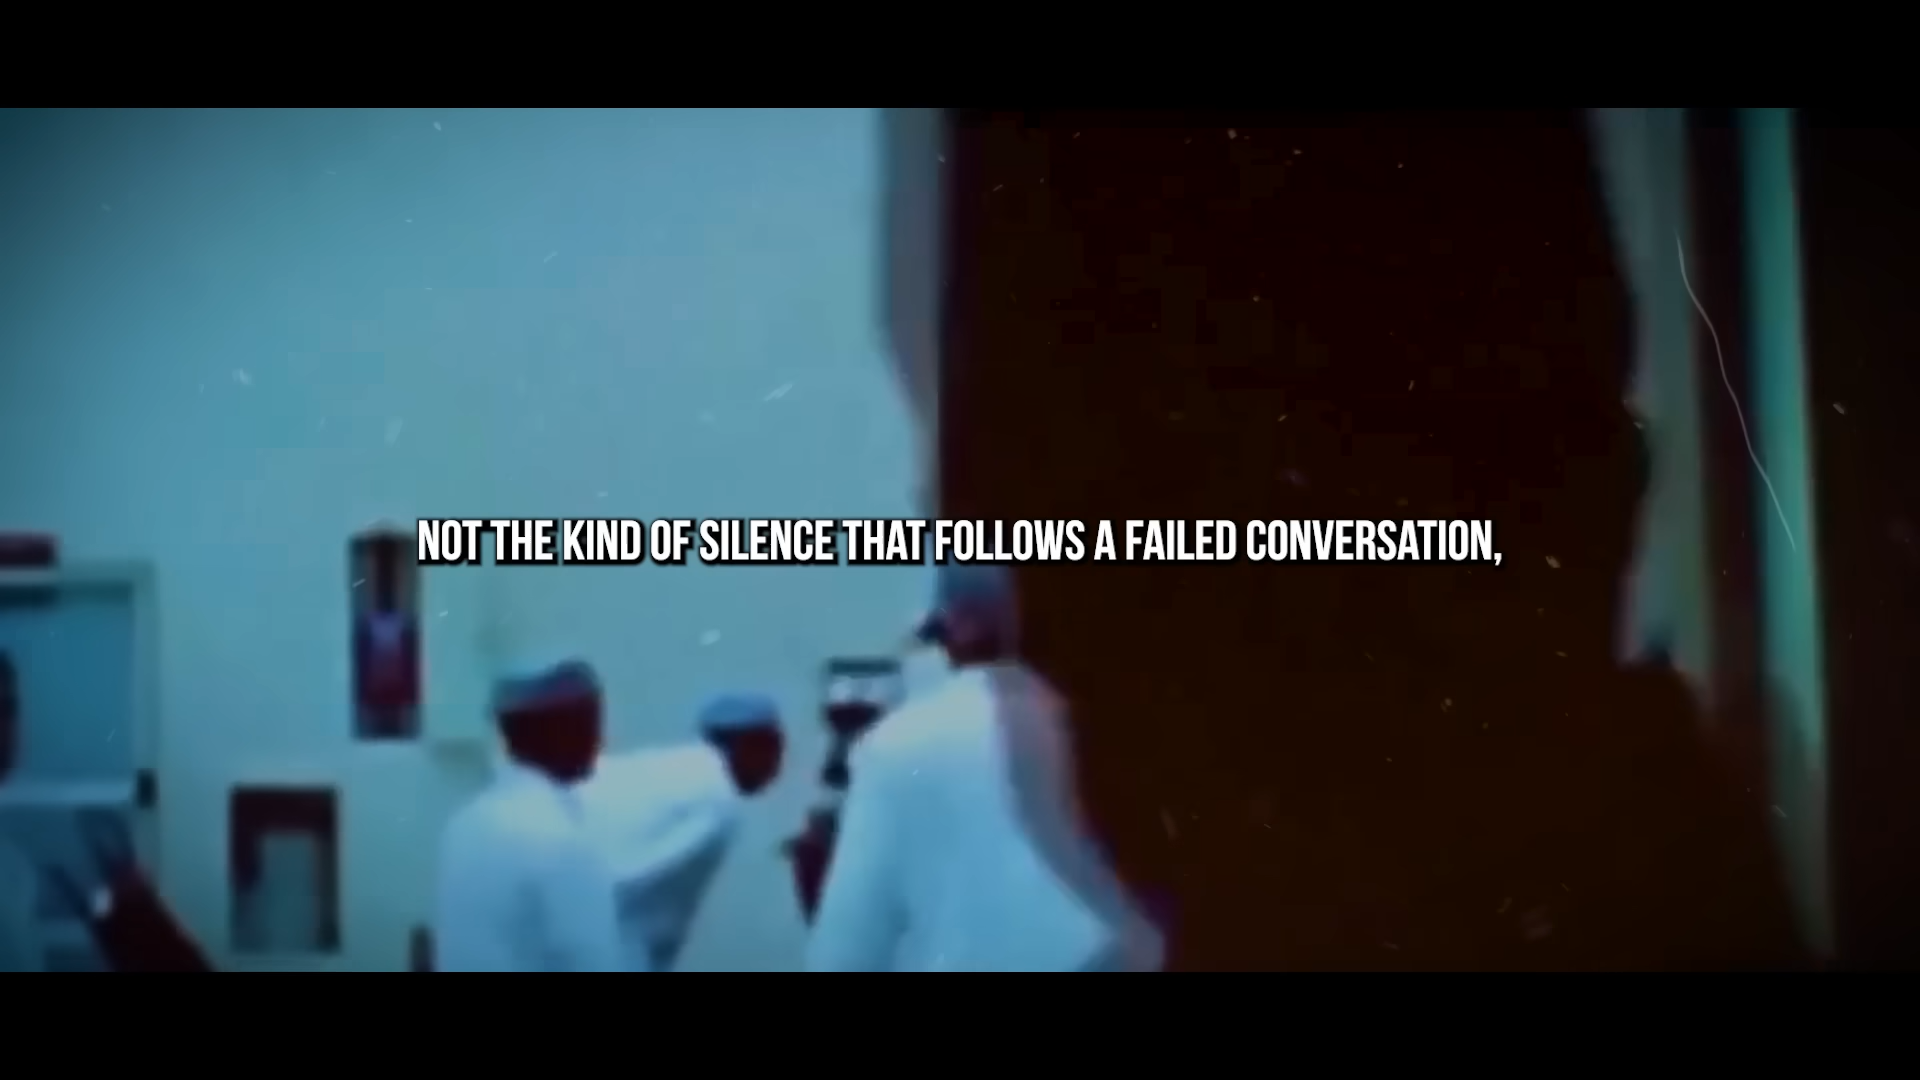 NOT THE KIND OF SILENCE THAT FOLLOWS A FAILED CONVERSATION,